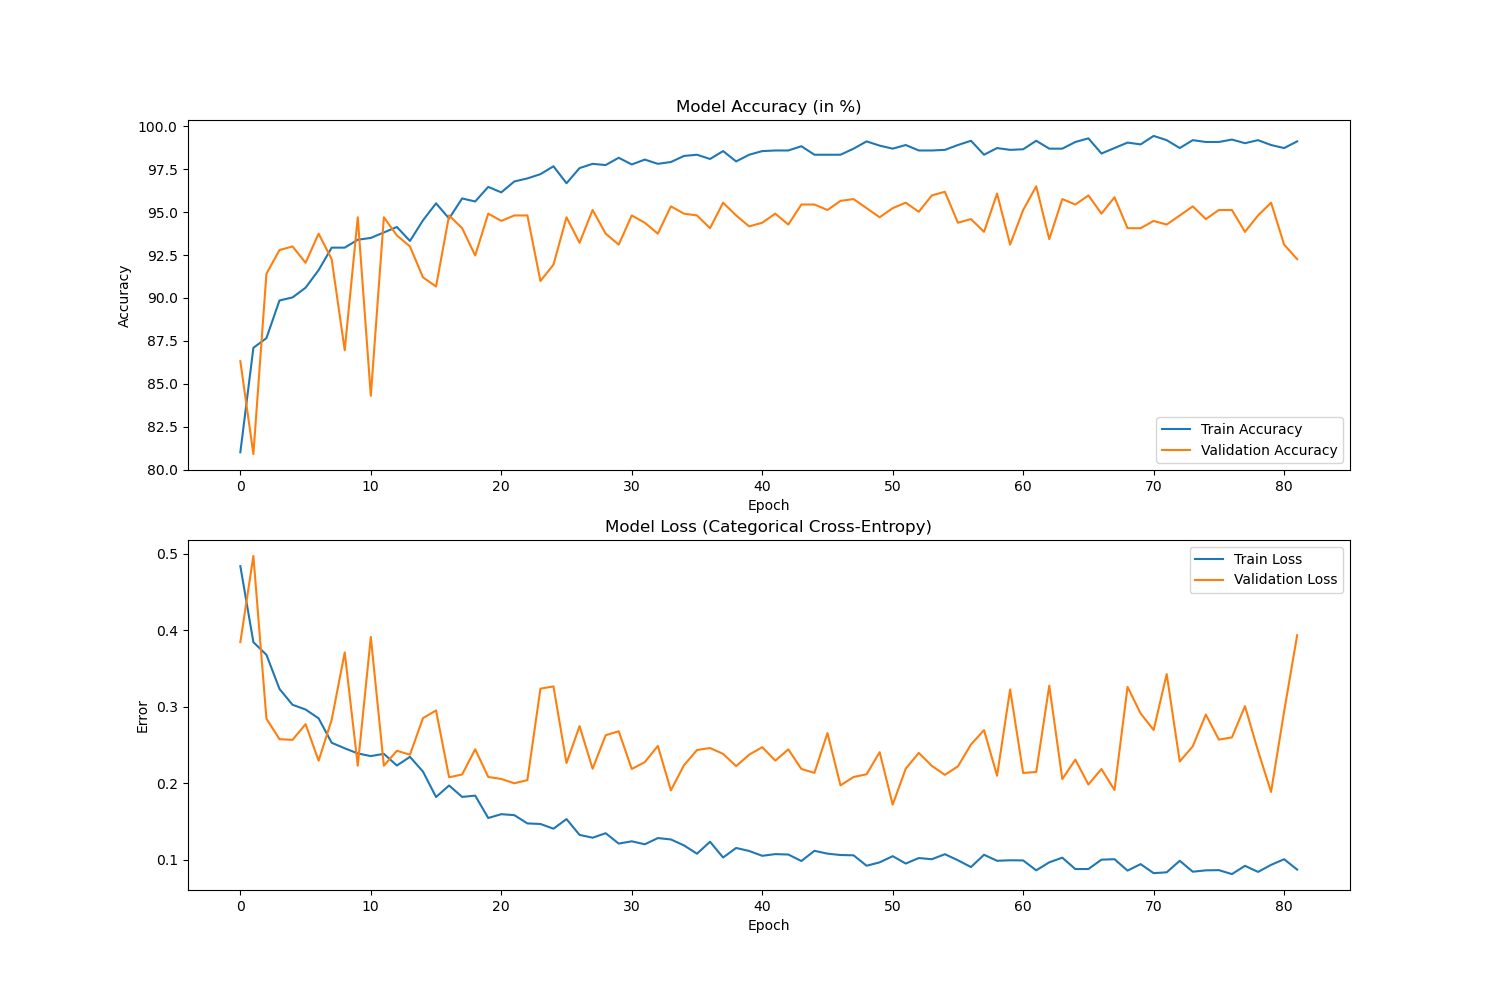 Model Accuracy (in %)
100.0
97.5
95.0
92.5
90.0
87.5
85.0
82.5
80.0
Accuracy
Train Accuracy
Validation Accuracy
0 10 20 30 40 50 60 70 80
Epoch
Model Loss (Categorical Cross-Entropy)
0.5
0.4
0.3
0.2
0.1
Error
Train Loss
Validation Loss
0 10 20 30 40 50 60 70 80
Epoch